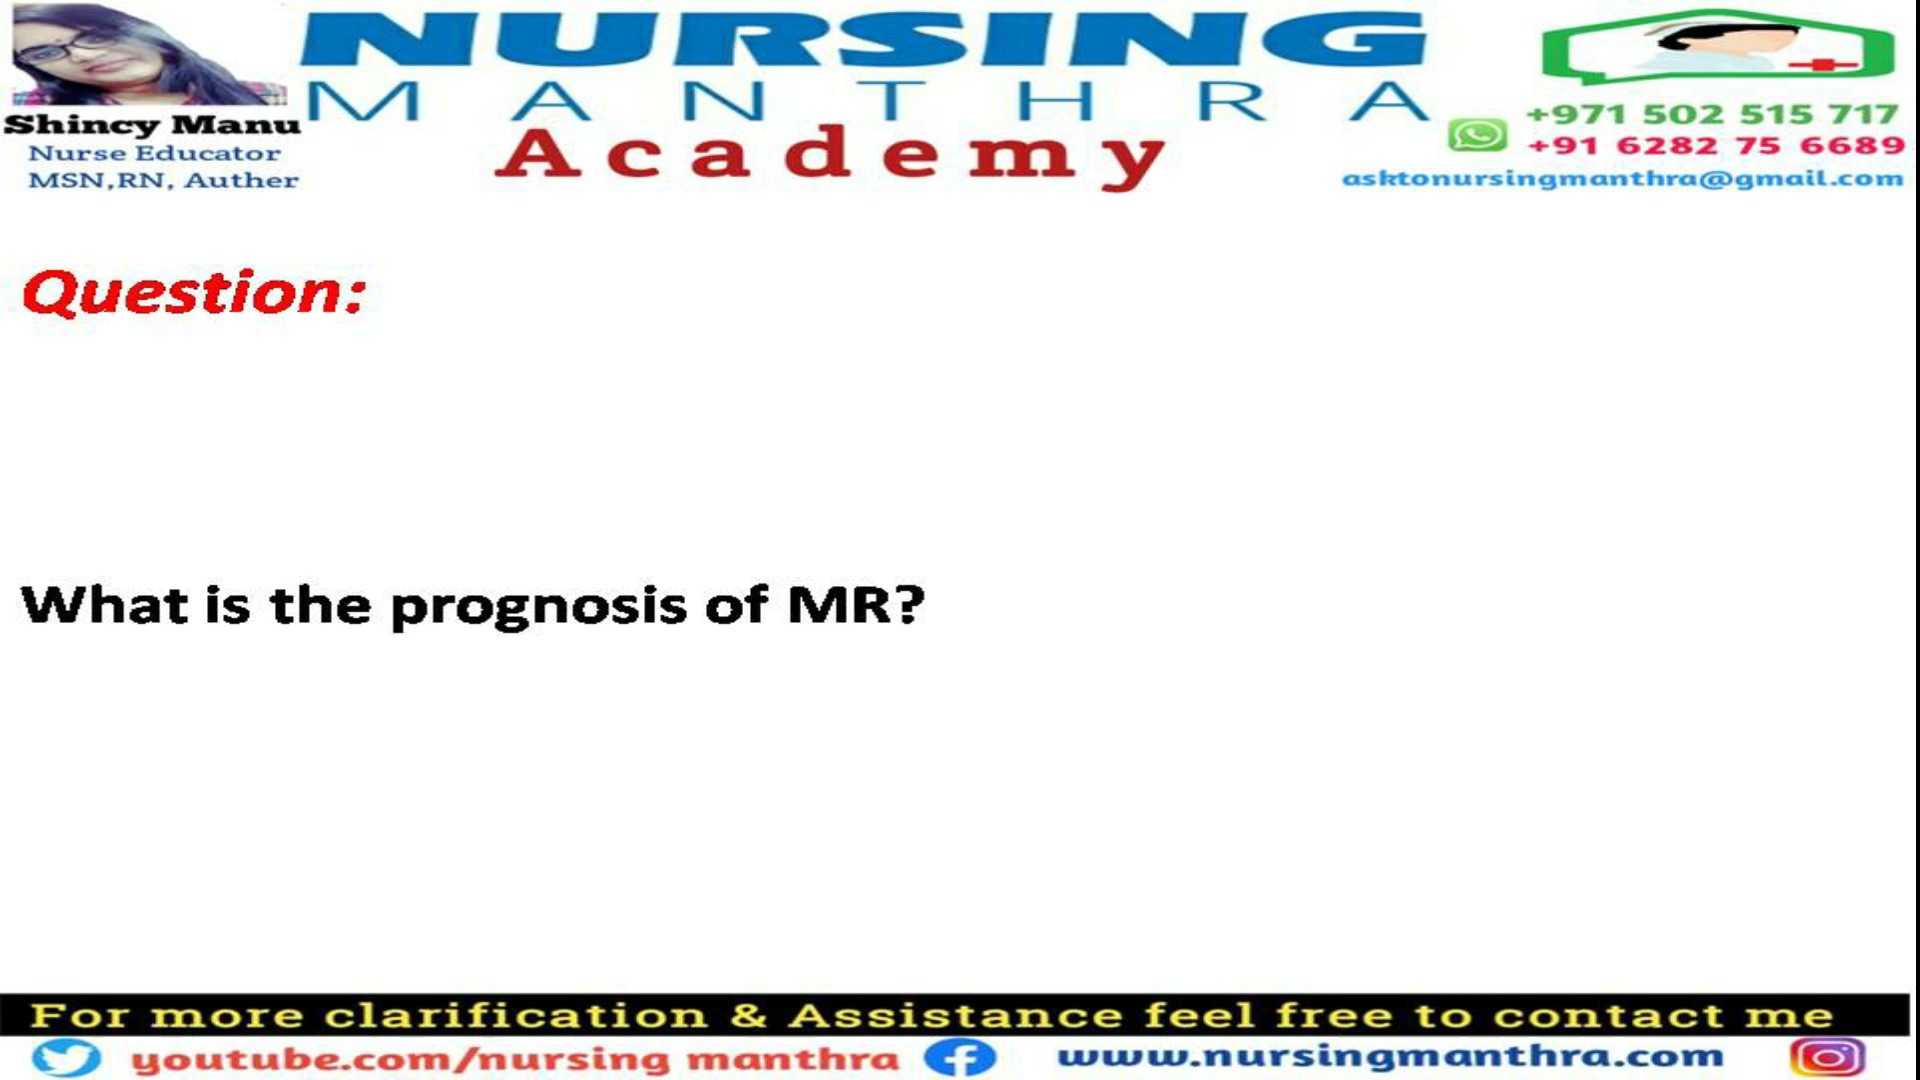 NURSING
MANTHRA
Academy
Shincy Manu
Nurse Educator
MSN,RN, Auther
+971 502 515 717
+91 6282 75 6689
asktonursingmanthra@gmail.com
Question:
What is the prognosis of MR?
For more clarification & Assistance feel free to contact me
youtube.com/nursing manthra
www.nursingmanthra.com